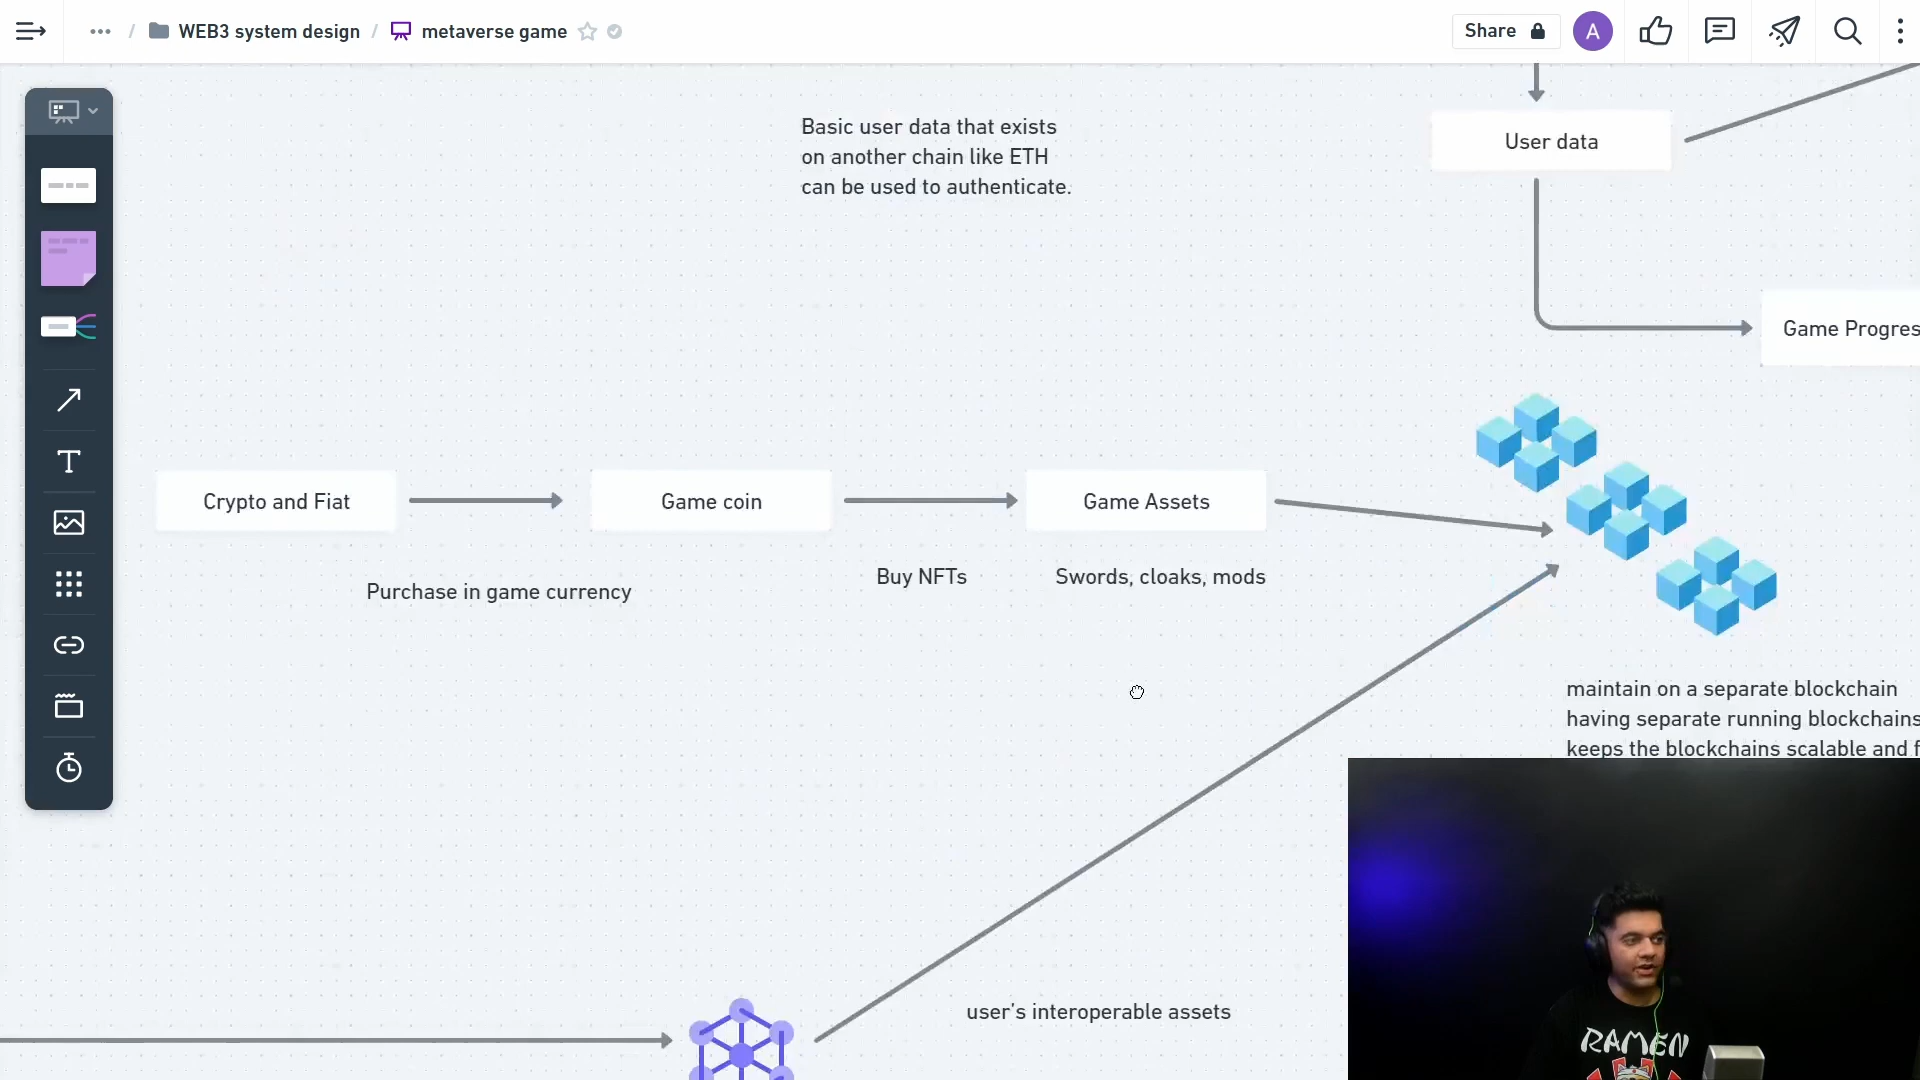 WEB3 system design / metaverse game
Share
A
Basic user data that exists
on another chain like ETH
can be used to authenticate.
User data
Game Progres
Crypto and Fiat
Game coin
Game Assets
Purchase in game currency
Buy NFTs
Swords, cloaks, mods
maintain on a separate blockchain
having separate running blockchains
keeps the blockchains scalable and f
user's interoperable assets
RAMEN